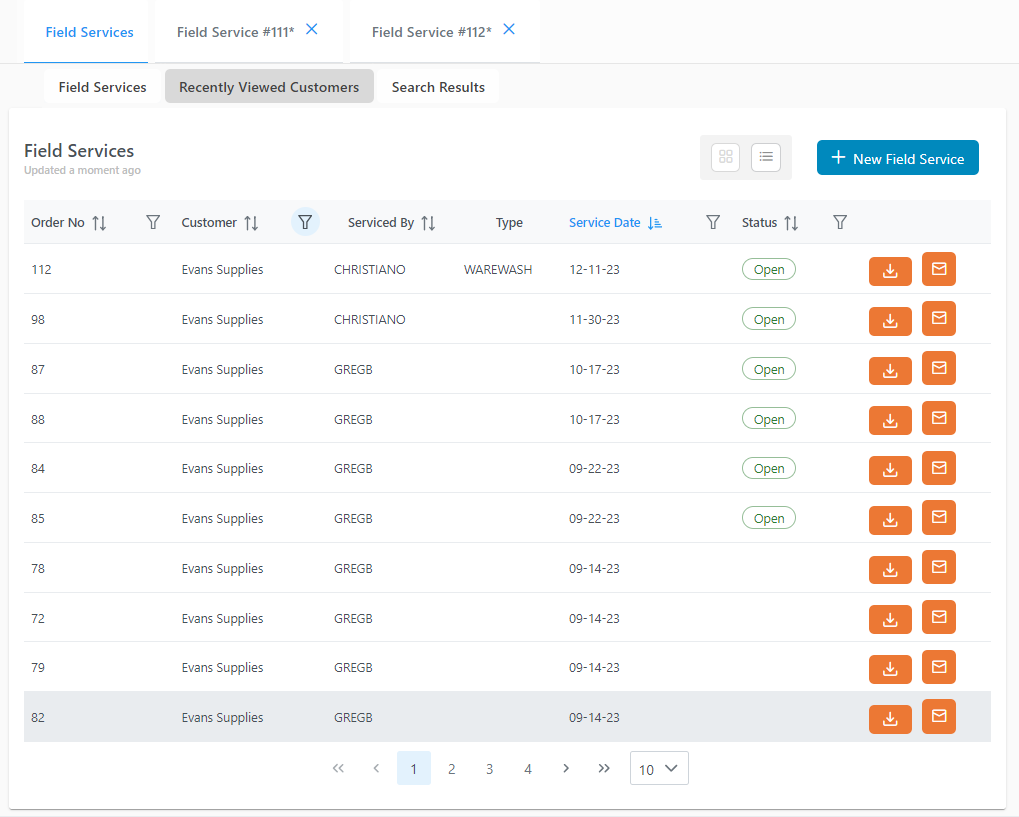 Field Services Field Service #111* Field Service #112*
Field Services Recently Viewed Customers Search Results
Field Services
Updated a moment ago
New Field Service
Order No Customer Serviced By Type Service Date Status
112 Evans Supplies CHRISTIANO WAREWASH 12-11-23 Open
98 Evans Supplies CHRISTIANO 11-30-23 Open
87 Evans Supplies GREGB 10-17-23 Open
88 Evans Supplies GREGB 10-17-23 Open
84 Evans Supplies GREGB 09-22-23 Open
85 Evans Supplies GREGB 09-22-23 Open
78 Evans Supplies GREGB 09-14-23
72 Evans Supplies GREGB 09-14-23
79 Evans Supplies GREGB 09-14-23
82 Evans Supplies GREGB 09-14-23
1 2 3 4 10